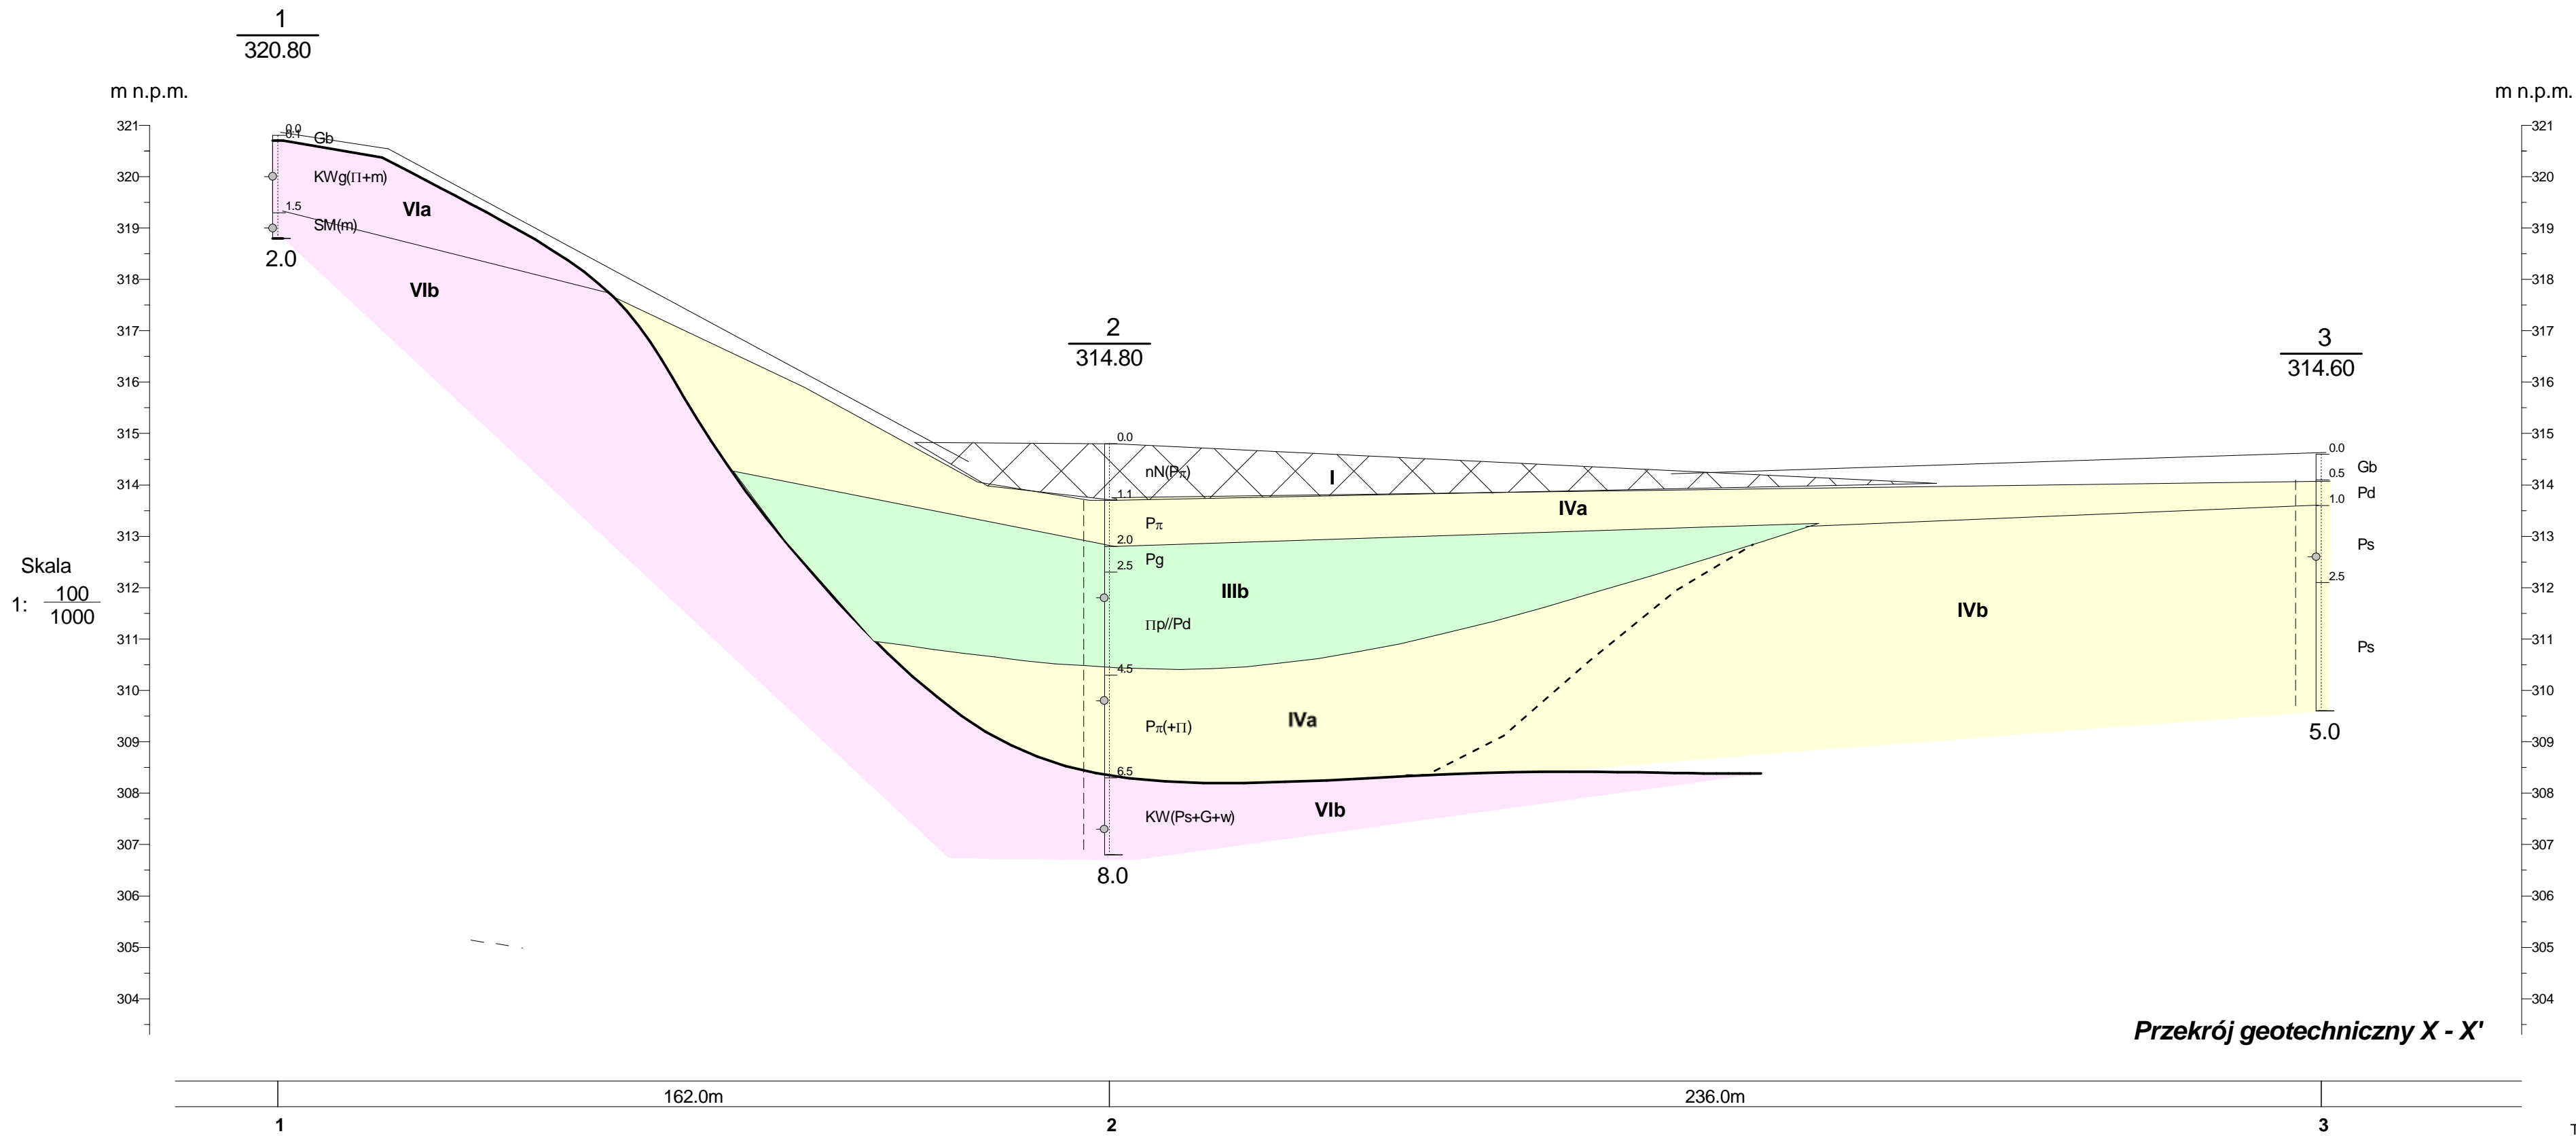 1
320.80
m n.p.m.
m n.p.m.
321
320
319
318
317
316
315
314
313
312
311
310
309
308
307
306
305
304
321
320
319
318
317
316
315
314
313
312
311
310
309
308
307
306
305
304
0.0
0.1
Gb
KWg(Π+m)
1.5
SM(m)
2.0
VIa
VIb
Skala
1: 100
1000
2
314.80
0.0
nN(Pπ)
1.1
Pπ
2.0
Pg
2.5
Πp//Pd
4.5
Pπ(+Π)
6.5
KW(Ps+G+w)
8.0
I
IVa
IIIb
IVa
VIb
IVb
3
314.60
0.0
Gb
0.5
Pd
1.0
Ps
2.5
Ps
5.0
Przekrój geotechniczny X - X'
162.0m
236.0m
1
2
3